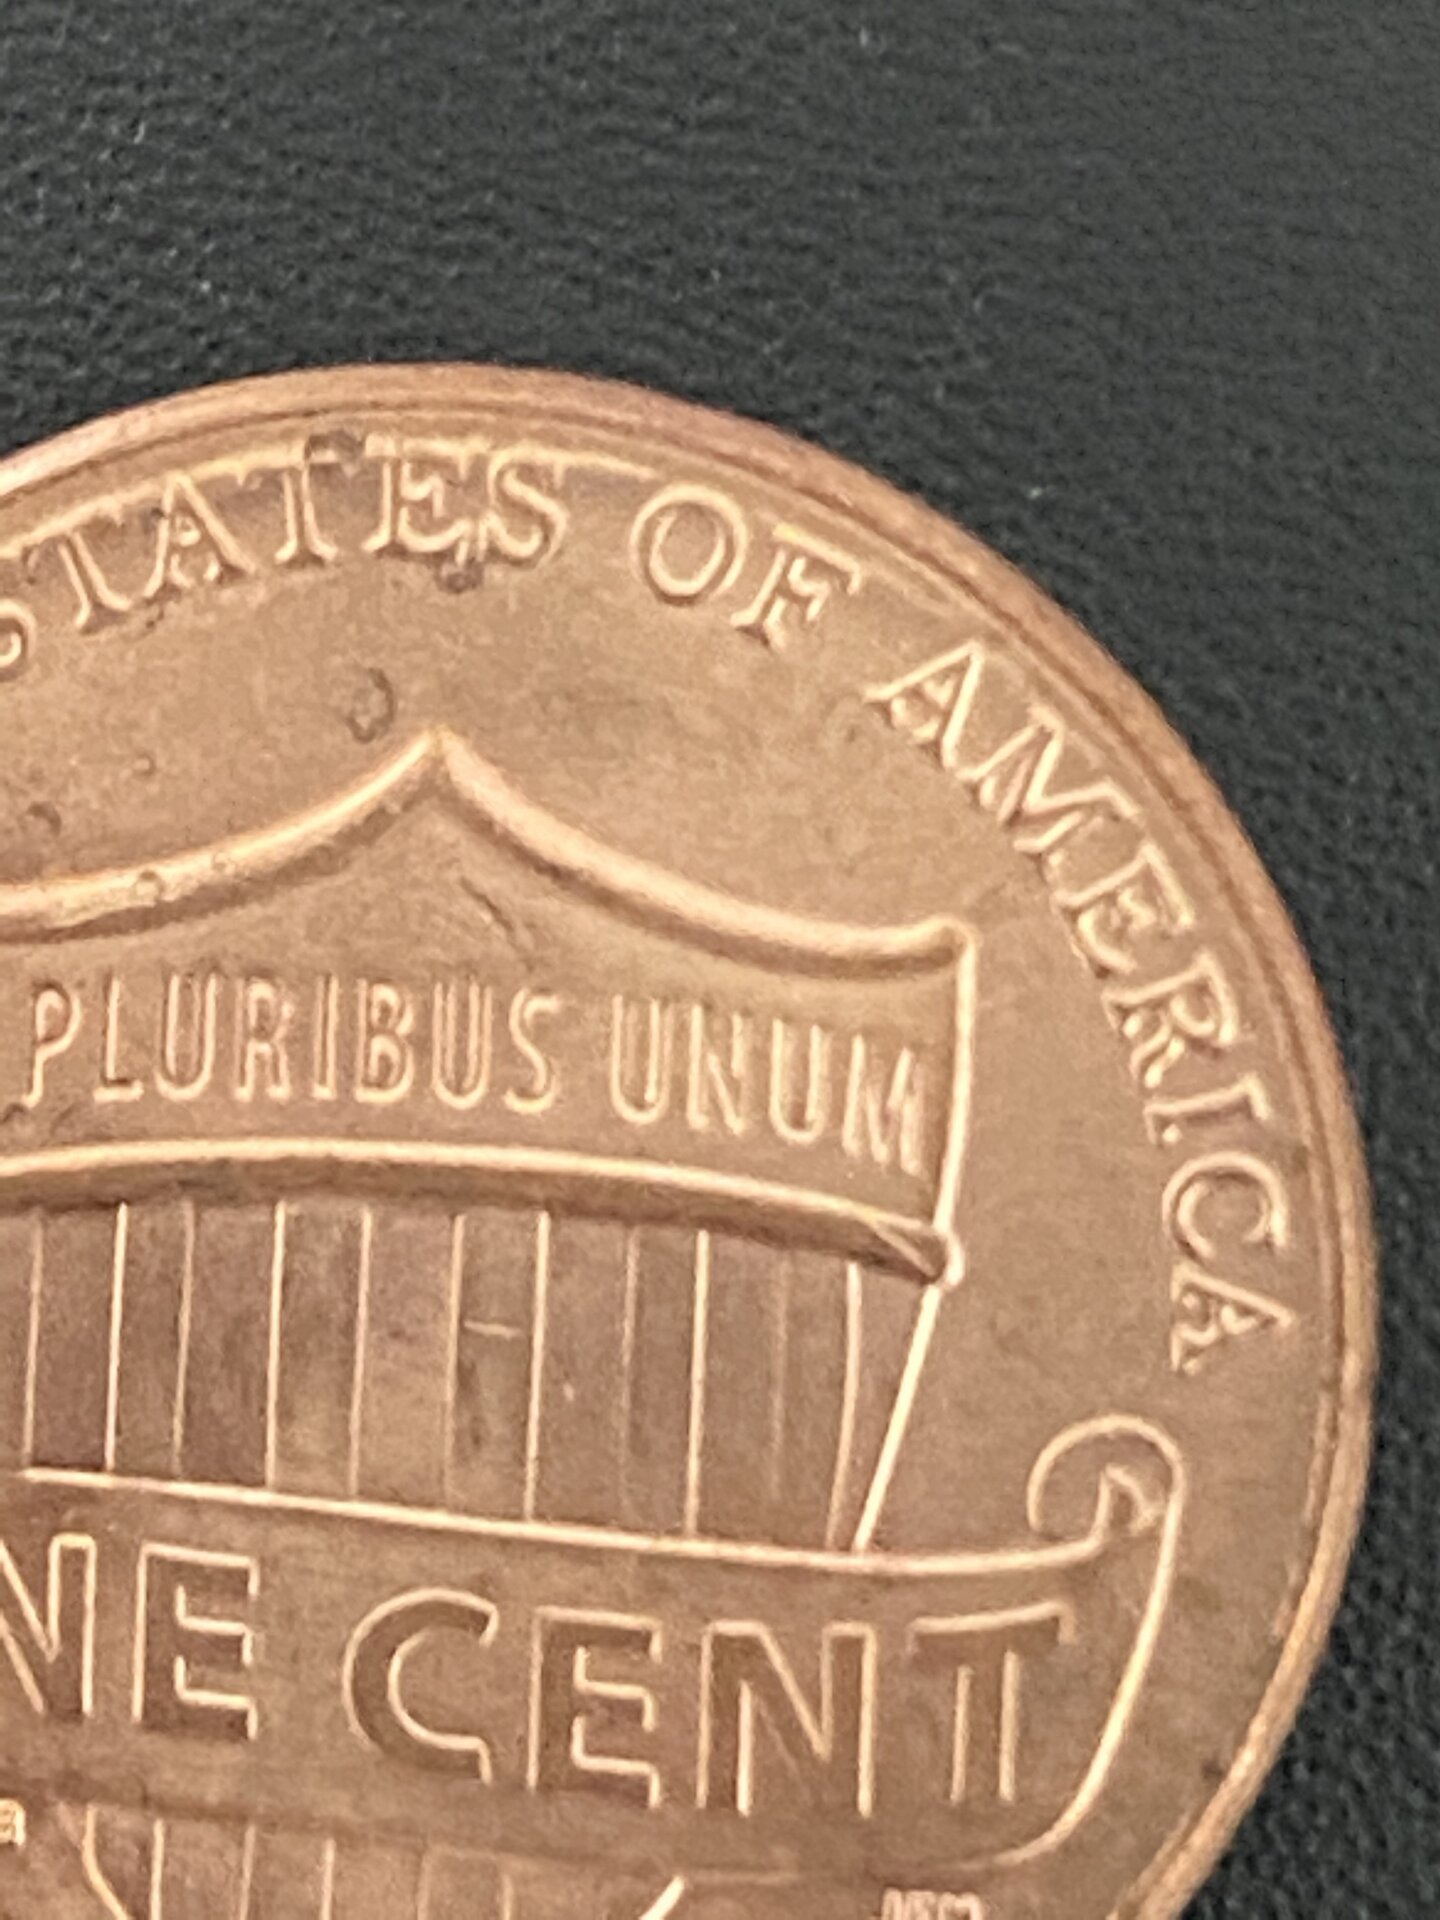 STATES OF AMERICA
PLURIBUS UNUM
NE CENT